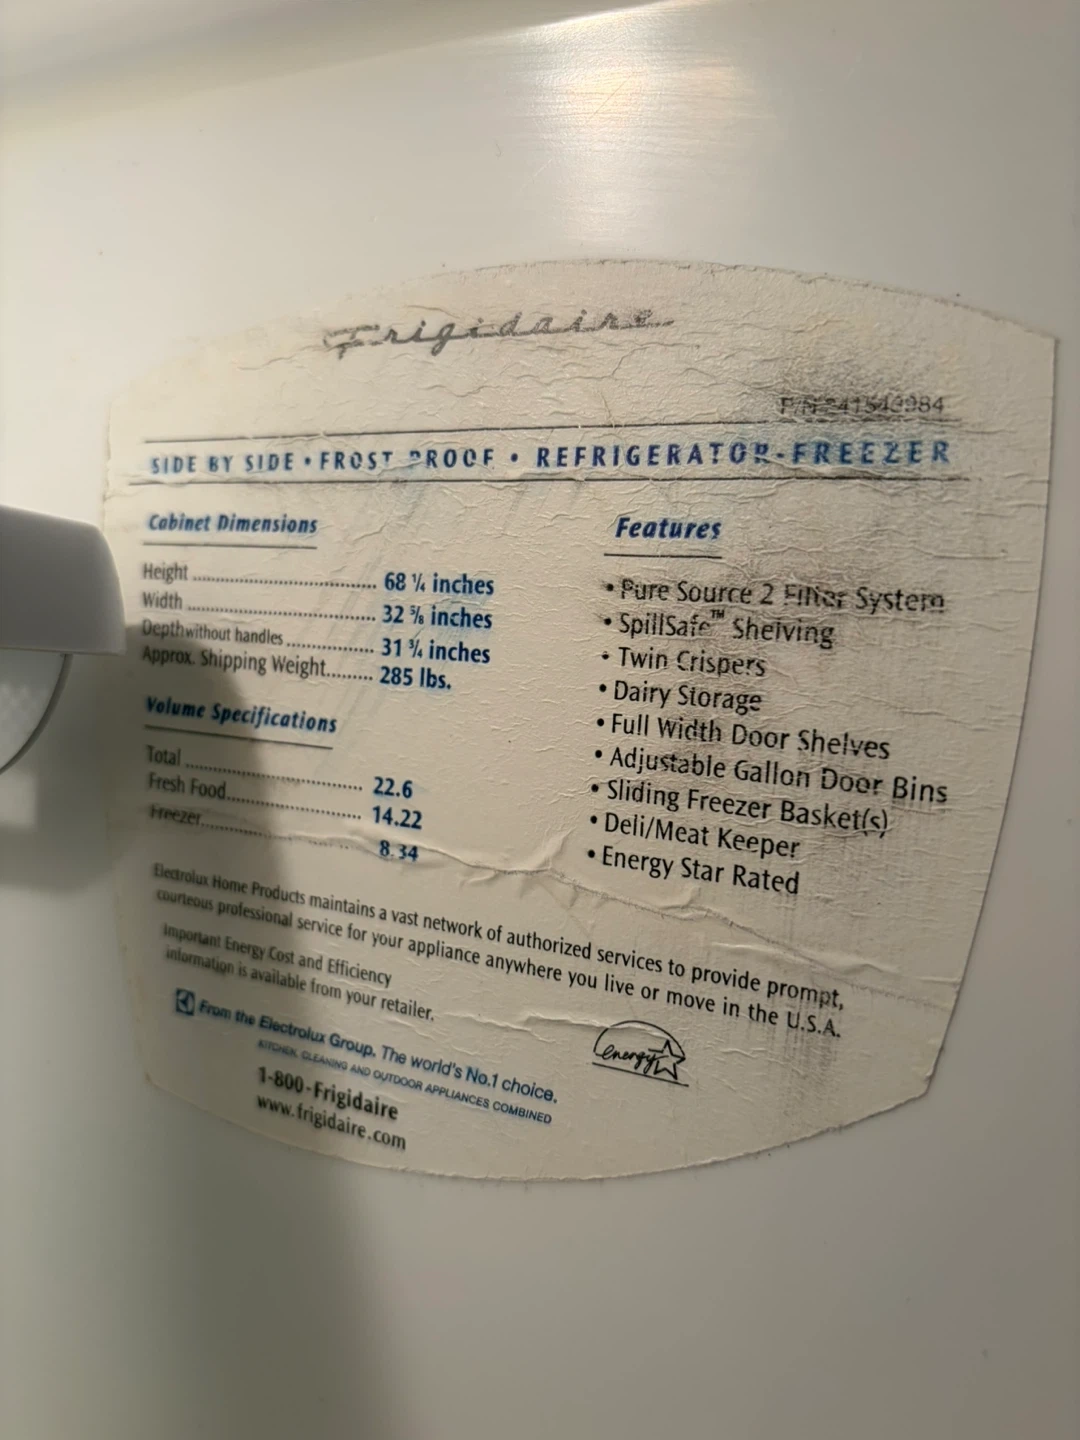 Frigidaire
P/N 241540984
SIDE BY SIDE • FROST PROOF • REFRIGERATOR-FREEZER
Cabinet Dimensions
Height .............................. 68 ¼ inches
Width .............................. 32 ⅝ inches
Depth without handles .............. 31 ¾ inches
Approx. Shipping Weight......... 285 lbs.
Volume Specifications
Total .............................. 22.6
Fresh Food...................... 14.22
Freezer.......................... 8.34
Features
• Pure Source 2 Filter System
• SpillSafe™ Shelving
• Twin Crispers
• Dairy Storage
• Full Width Door Shelves
• Adjustable Gallon Door Bins
• Sliding Freezer Basket(s)
• Deli/Meat Keeper
• Energy Star Rated
Electrolux Home Products maintains a vast network of authorized services to provide prompt,
courteous professional service for your appliance anywhere you live or move in the U.S.A.
Important Energy Cost and Efficiency
information is available from your retailer.
energy
From the Electrolux Group. The world's No.1 choice.
KITCHEN, CLEANING AND OUTDOOR APPLIANCES COMBINED
1-800-Frigidaire
www.frigidaire.com